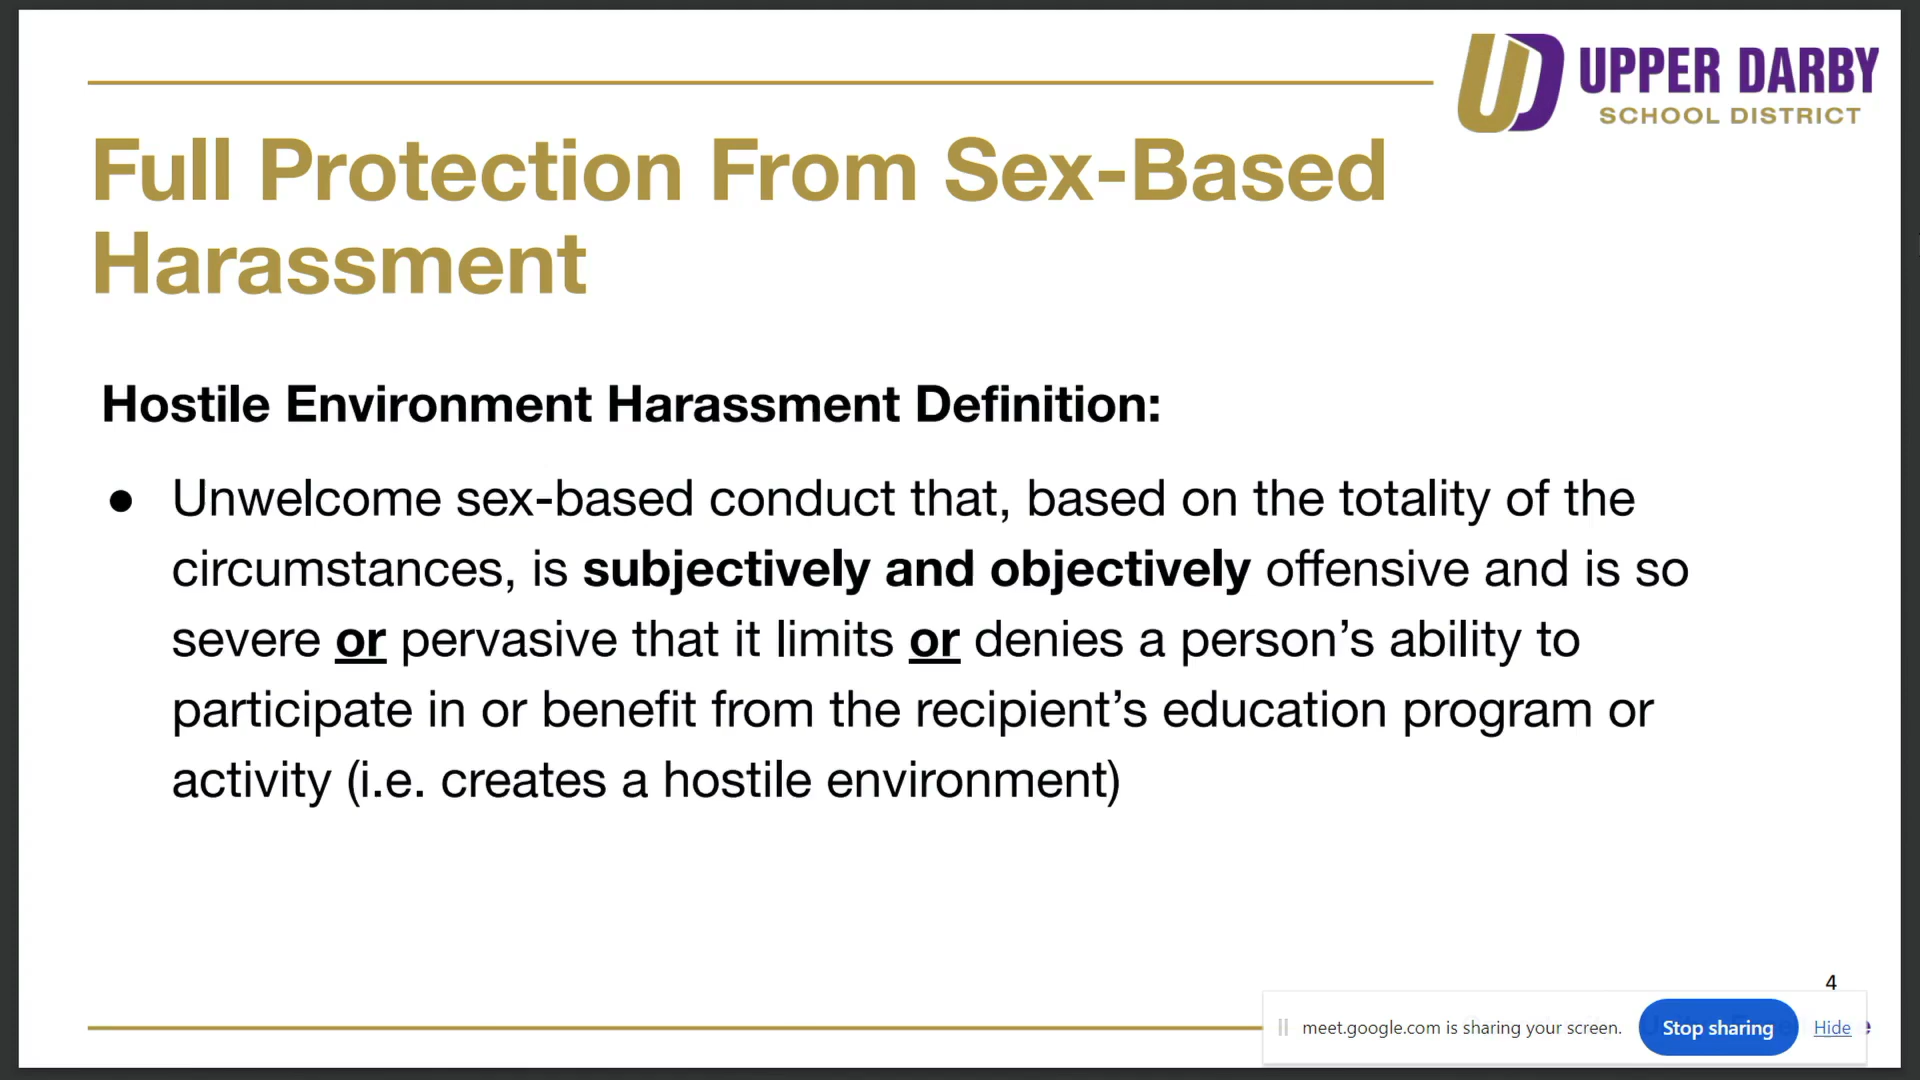 UPPER DARBY
SCHOOL DISTRICT
Full Protection From Sex-Based
Harassment
Hostile Environment Harassment Definition:
● Unwelcome sex-based conduct that, based on the totality of the
circumstances, is subjectively and objectively offensive and is so
severe or pervasive that it limits or denies a person’s ability to
participate in or benefit from the recipient’s education program or
activity (i.e. creates a hostile environment)
4
meet.google.com is sharing your screen. Stop sharing Hide